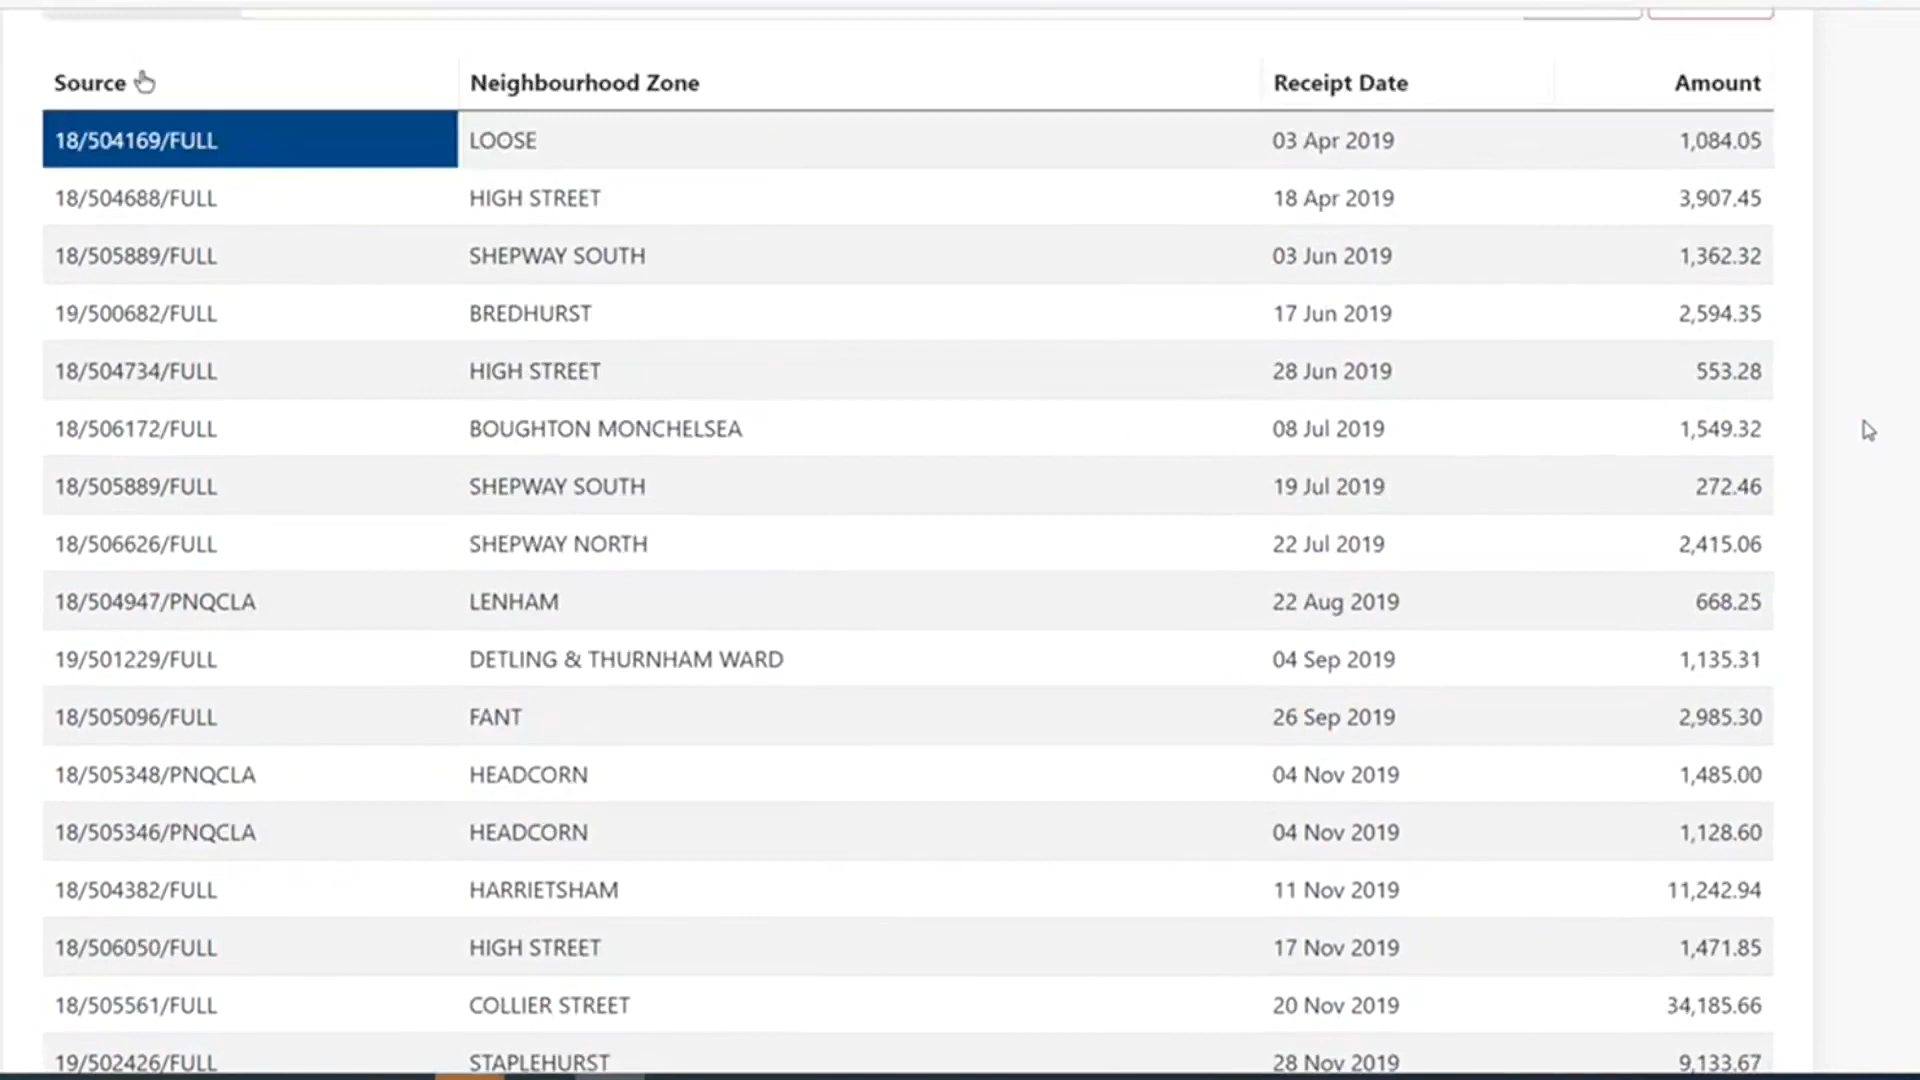 Source Neighbourhood Zone Receipt Date Amount
18/504169/FULL LOOSE 03 Apr 2019 1,084.05
18/504688/FULL HIGH STREET 18 Apr 2019 3,907.45
18/505889/FULL SHEPWAY SOUTH 03 Jun 2019 1,362.32
19/500682/FULL BREDHURST 17 Jun 2019 2,594.35
18/504734/FULL HIGH STREET 28 Jun 2019 553.28
18/506172/FULL BOUGHTON MONCHELSEA 08 Jul 2019 1,549.32
18/505889/FULL SHEPWAY SOUTH 19 Jul 2019 272.46
18/506626/FULL SHEPWAY NORTH 22 Jul 2019 2,415.06
18/504947/PNQCLA LENHAM 22 Aug 2019 668.25
19/501229/FULL DETLING & THURNHAM WARD 04 Sep 2019 1,135.31
18/505096/FULL FANT 26 Sep 2019 2,985.30
18/505348/PNQCLA HEADCORN 04 Nov 2019 1,485.00
18/505346/PNQCLA HEADCORN 04 Nov 2019 1,128.60
18/504382/FULL HARRIETSHAM 11 Nov 2019 11,242.94
18/506050/FULL HIGH STREET 17 Nov 2019 1,471.85
18/505561/FULL COLLIER STREET 20 Nov 2019 34,185.66
19/502426/FULL STAPLEHURST 28 Nov 2019 9,133.67